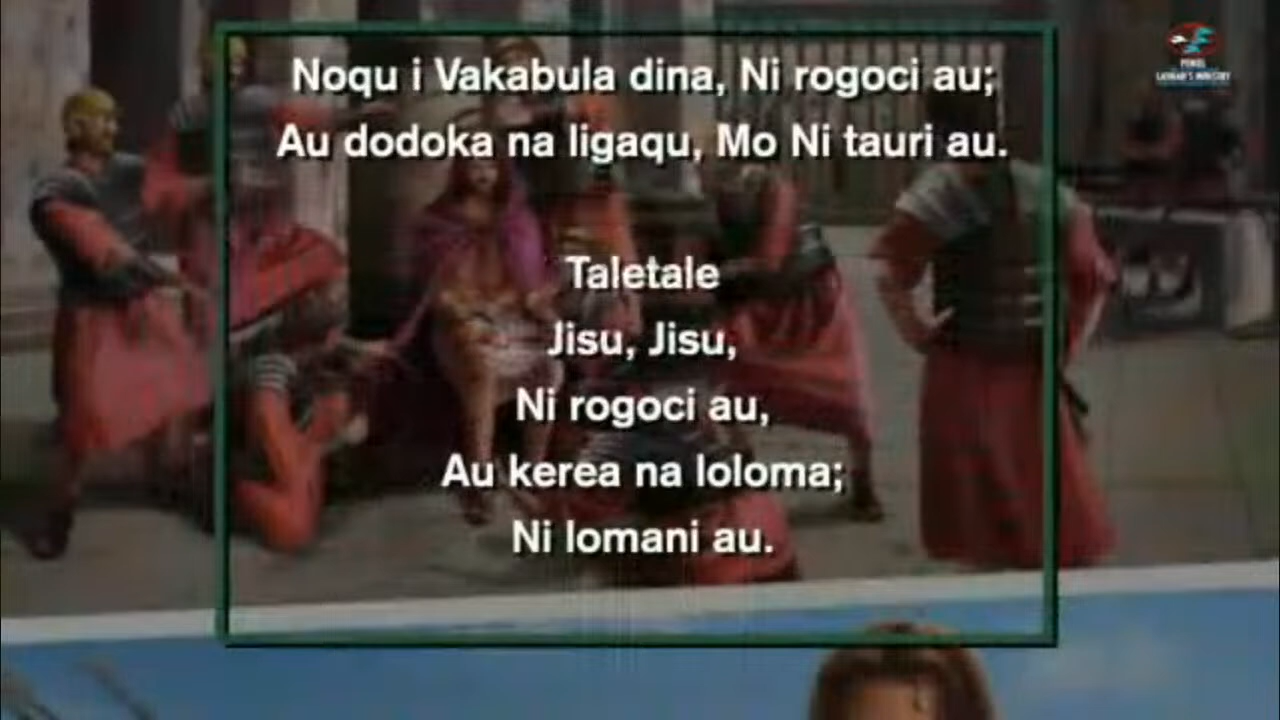 Noqu i Vakabula dina, Ni rogoci au;
Au dodoka na ligaqu, Mo Ni tauri au.
Taletale
Jisu, Jisu,
Ni rogoci au,
Au kerea na loloma;
Ni lomani au.